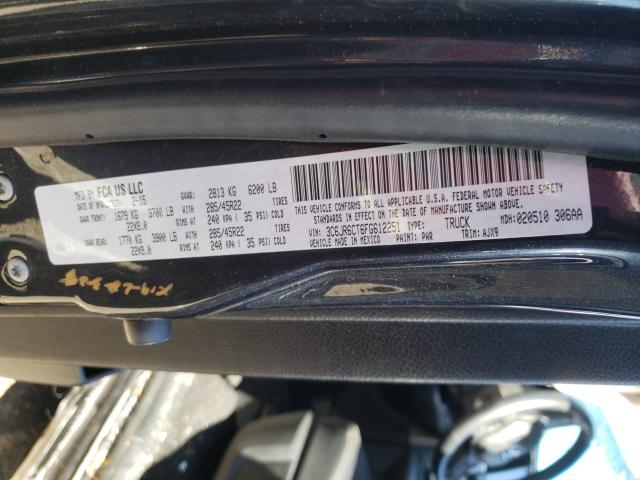 MFD BY FCA US LLC
DATE OF MFR 2-15 GVWR: 2813 KG 6200 LB
GAWR FRONT 1679 KG 3700 LB TIRES 285/45R22
22X9.0 RIMS AT 240 KPA( 35 PSI) COLD
GAWR REAR 1770 KG 3900 LB TIRES 285/45R22
22X9.0 RIMS AT 240 KPA( 35 PSI) COLD
THIS VEHICLE CONFORMS TO ALL APPLICABLE U.S.A. FEDERAL MOTOR VEHICLE SAFETY
STANDARDS IN EFFECT ON THE DATE OF MANUFACTURE SHOWN ABOVE.
VIN: 3C6JR6CT6FG612251 TYPE: TRUCK MDH: 020510 306AA
MADE IN MEXICO PAINT: PAR TRIM: AJX9